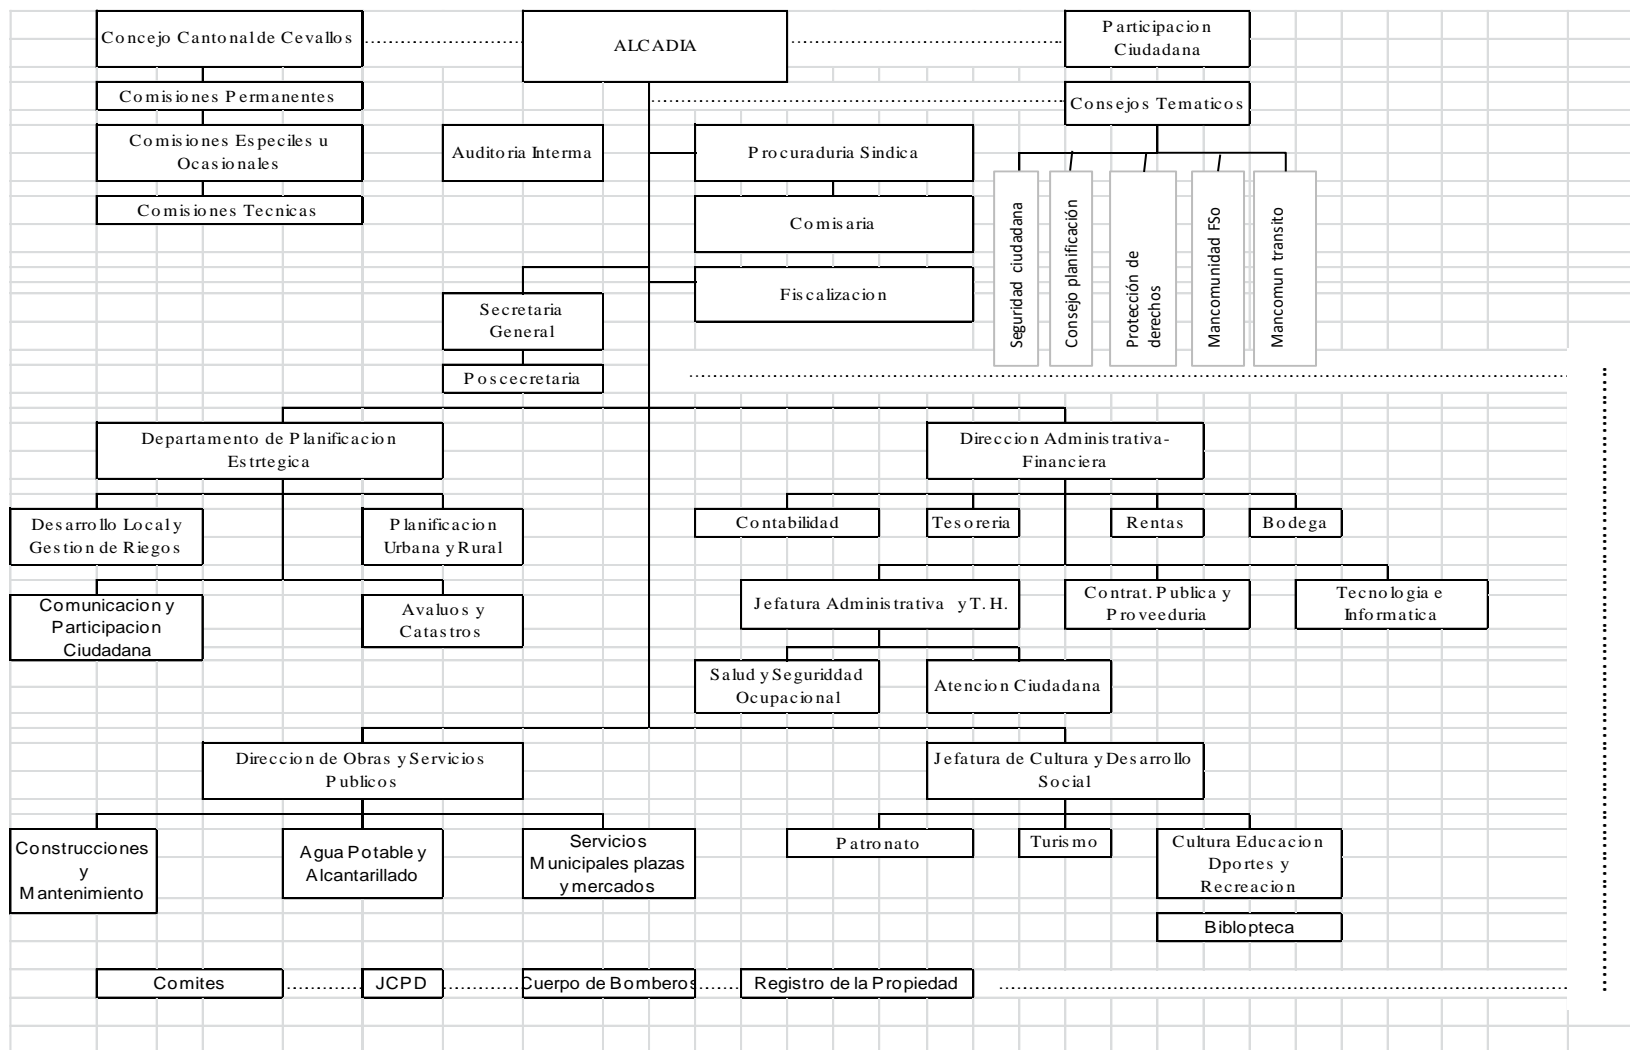 Concejo Cantonal de Cevallos
ALCADIA
Participacion
Ciudadana
Comisiones Permanentes
Consejos Tematicos
Comisiones Especiles u
Ocasionales
Auditoria Interma
Procuraduria Sindica
Comisiones Tecnicas
Comisaria
Seguridad ciudadana
Consejo planificación
Protección de
derechos
Mancomunidad FSo
Mancomun transito
Fiscalizacion
Secretaria
General
Poscecretaria
Departamento de Planificacion
Estrtegica
Direccion Administrativa-
Financiera
Desarrollo Local y
Gestion de Riegos
Planificacion
Urbana y Rural
Contabilidad
Tesoreria
Rentas
Bodega
Comunicacion y
Participacion
Ciudadana
Avaluos y
Catastros
Jefatura Administrativa y T. H.
Contrat. Publica y
Proveeduria
Tecnologia e
Informatica
Salud y Seguriddad
Ocupacional
Atencion Ciudadana
Direccion de Obras y Servicios
Publicos
Jefatura de Cultura y Desarrollo
Social
Construcciones
y
Mantenimiento
Agua Potable y
Alcantarillado
Servicios
Municipales plazas
y mercados
Patronato
Turismo
Cultura Educacion
Dportes y
Recreacion
Biblopteca
Comites
JCPD
Cuerpo de Bomberos
Registro de la Propiedad